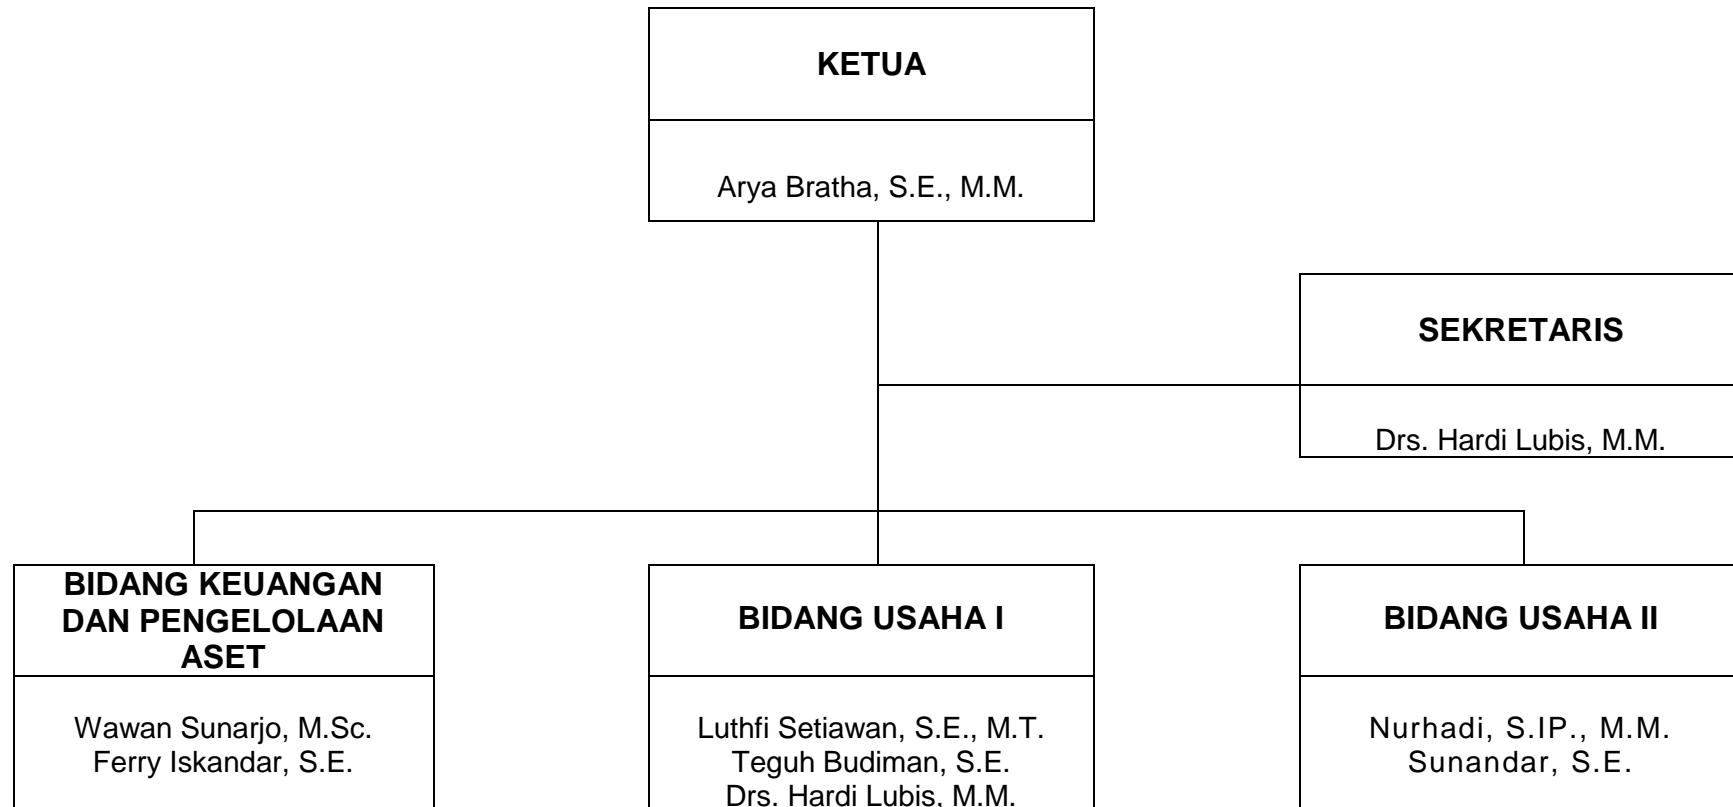 KETUA
Arya Bratha, S.E., M.M.
SEKRETARIS
Drs. Hardi Lubis, M.M.
BIDANG KEUANGAN
DAN PENGELOLAAN
ASET
Wawan Sunarjo, M.Sc.
Ferry Iskandar, S.E.
BIDANG USAHA I
Luthfi Setiawan, S.E., M.T.
Teguh Budiman, S.E.
Drs. Hardi Lubis, M.M.
BIDANG USAHA II
Nurhadi, S.IP., M.M.
Sunandar, S.E.